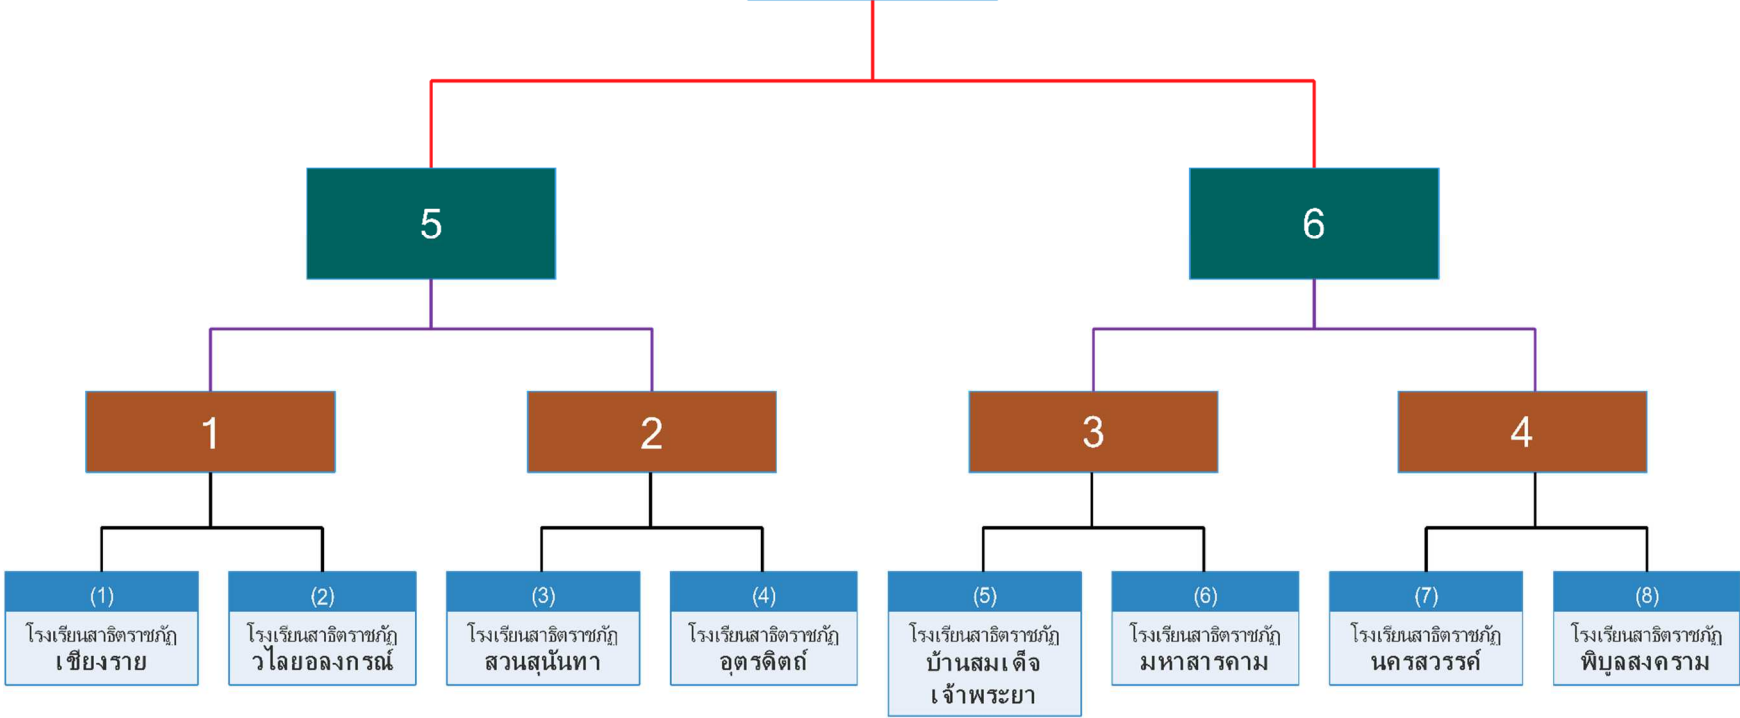 5
6
1
2
3
4
(1)
โรงเรียนสาธิตราชภัฏ
เชียงราย
(2)
โรงเรียนสาธิตราชภัฏ
วไลยอลงกรณ์
(3)
โรงเรียนสาธิตราชภัฏ
สวนสุนันทา
(4)
โรงเรียนสาธิตราชภัฏ
อุตรดิตถ์
(5)
โรงเรียนสาธิตราชภัฏ
บ้านสมเด็จ
เจ้าพระยา
(6)
โรงเรียนสาธิตราชภัฏ
มหาสารคาม
(7)
โรงเรียนสาธิตราชภัฏ
นครสวรรค์
(8)
โรงเรียนสาธิตราชภัฏ
พิบูลสงคราม